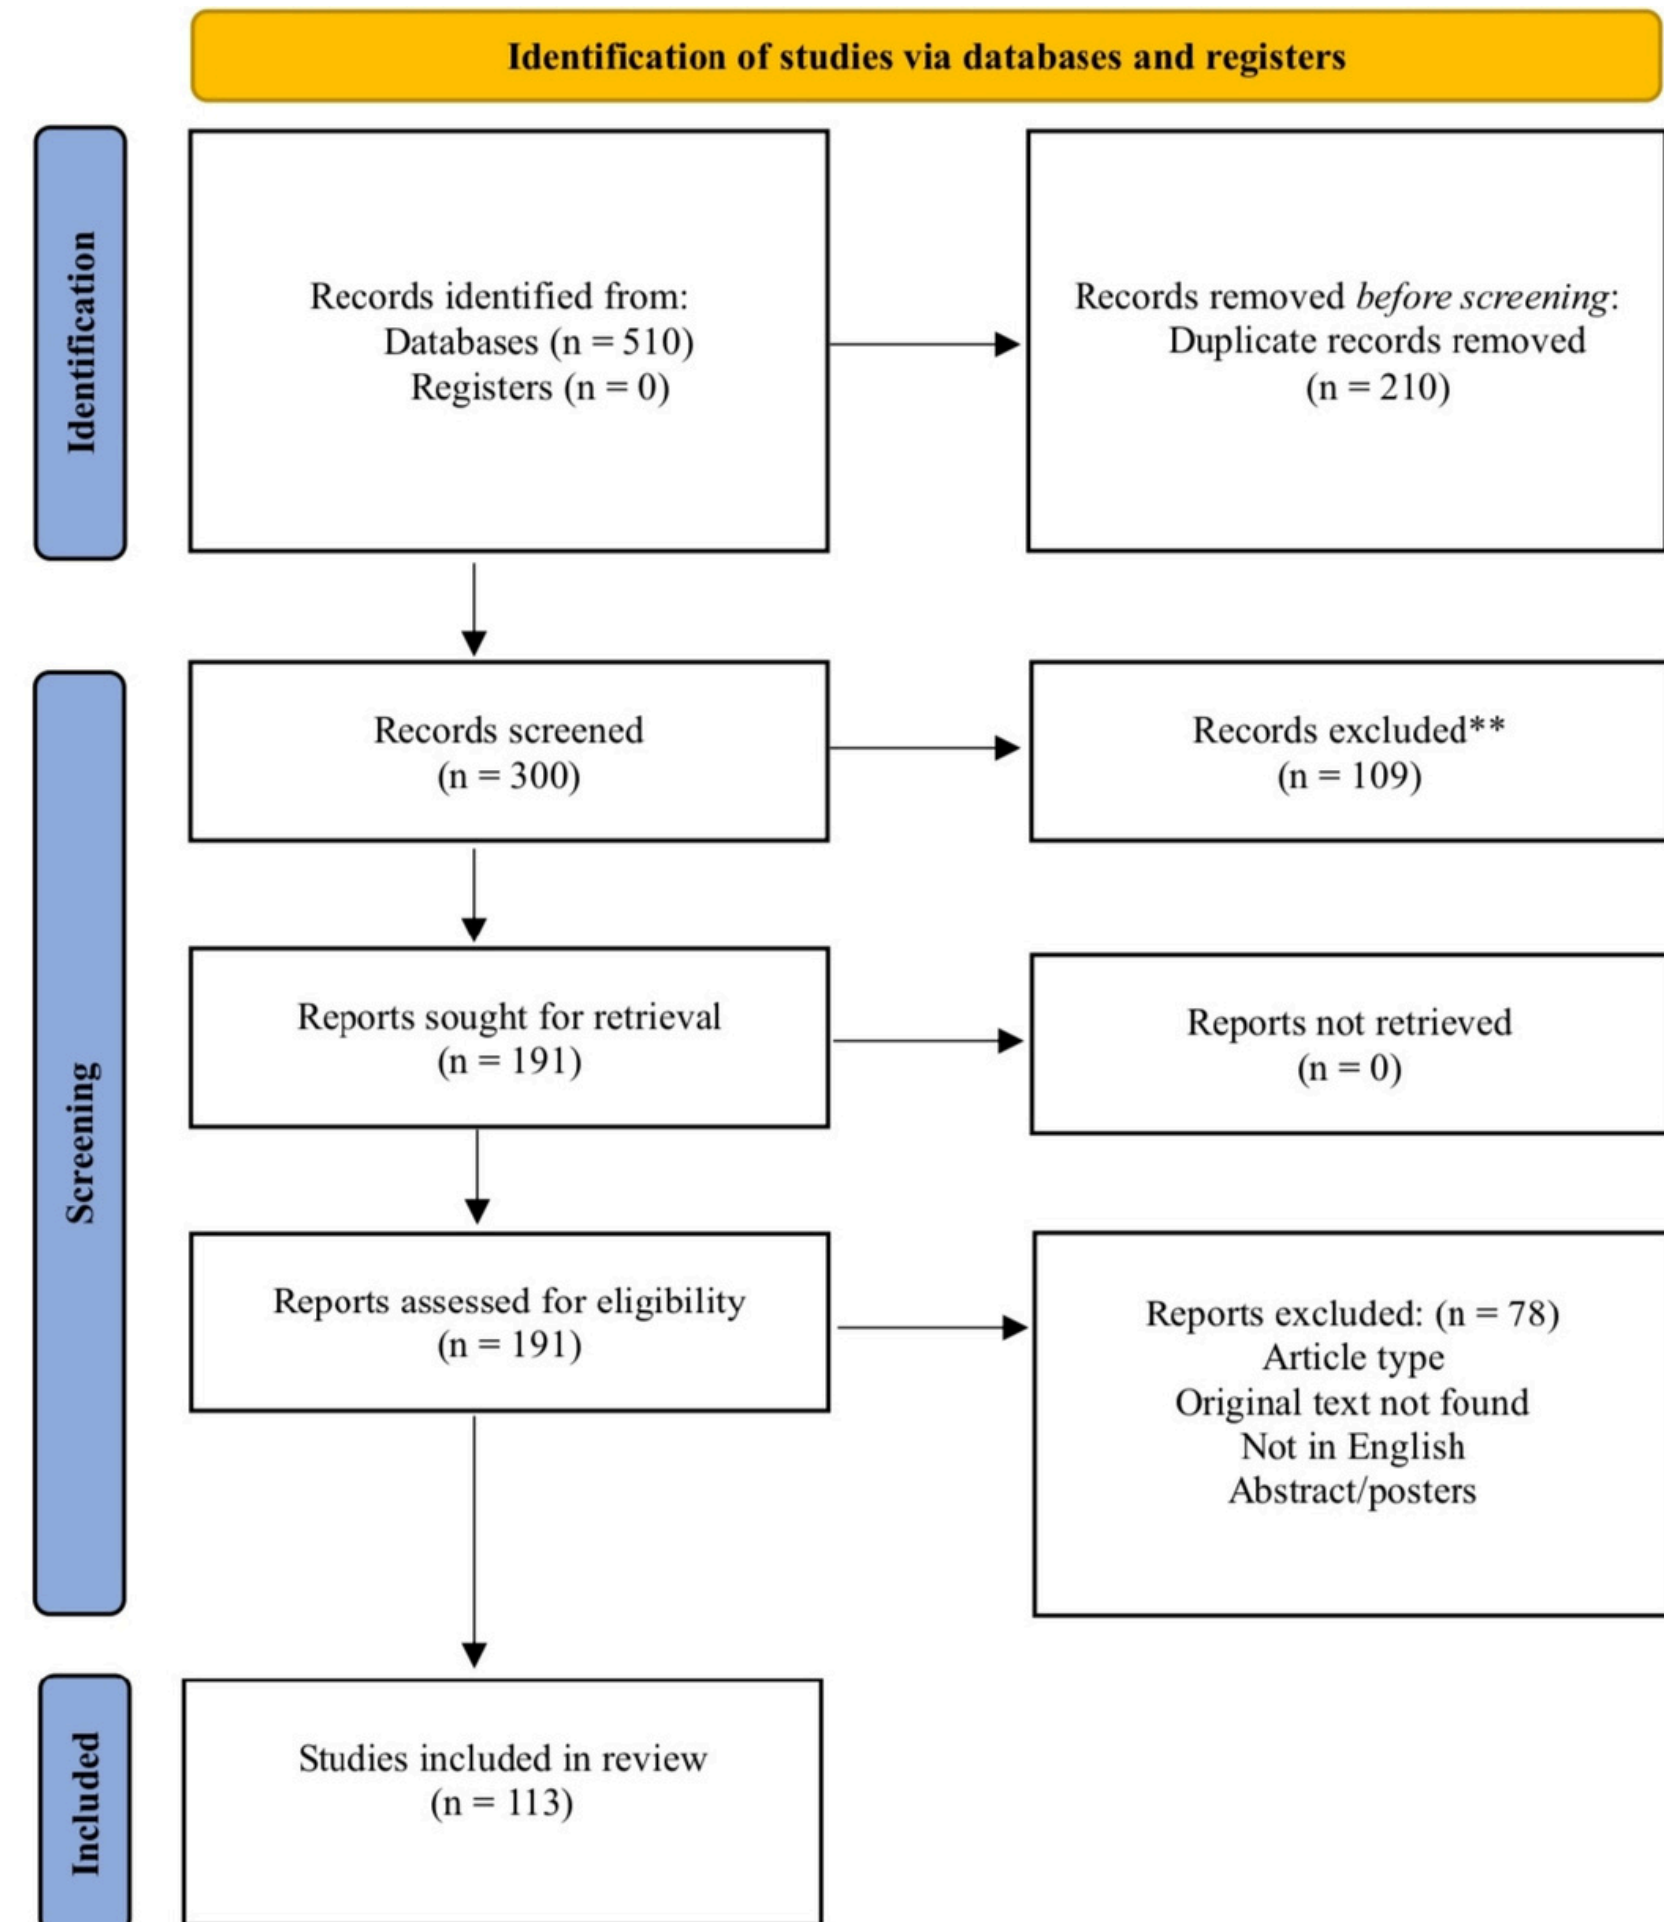 Identification of studies via databases and registers
Identification
Records identified from:
Databases (n = 510)
Registers (n = 0)
Records removed before screening:
Duplicate records removed
(n = 210)
Screening
Records screened
(n = 300)
Records excluded**
(n = 109)
Reports sought for retrieval
(n = 191)
Reports not retrieved
(n = 0)
Reports assessed for eligibility
(n = 191)
Reports excluded: (n = 78)
Article type
Original text not found
Not in English
Abstract/posters
Included
Studies included in review
(n = 113)